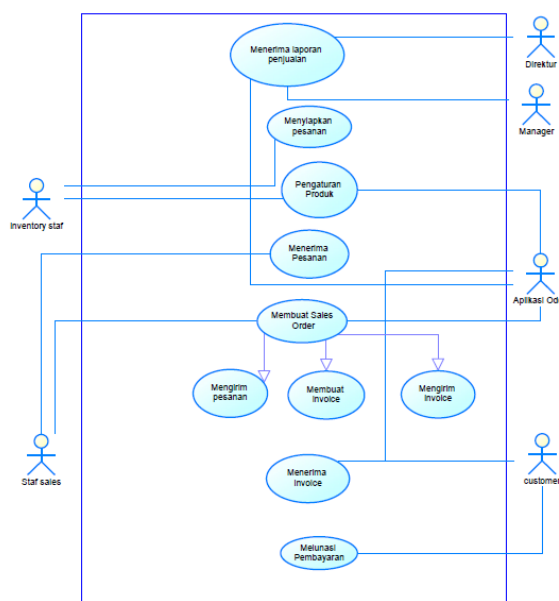 Menerima laporan
penjualan
Direktur
Manager
Menyiapkan
pesanan
Pengaturan
Produk
Inventory staf
Menerima
Pesanan
Aplikasi Od
Membuat Sales
Order
Mengirim
pesanan
Membuat
Invoice
Mengirim
Invoice
Menerima
Invoice
Staf sales
customer
Melunasi
Pembayaran